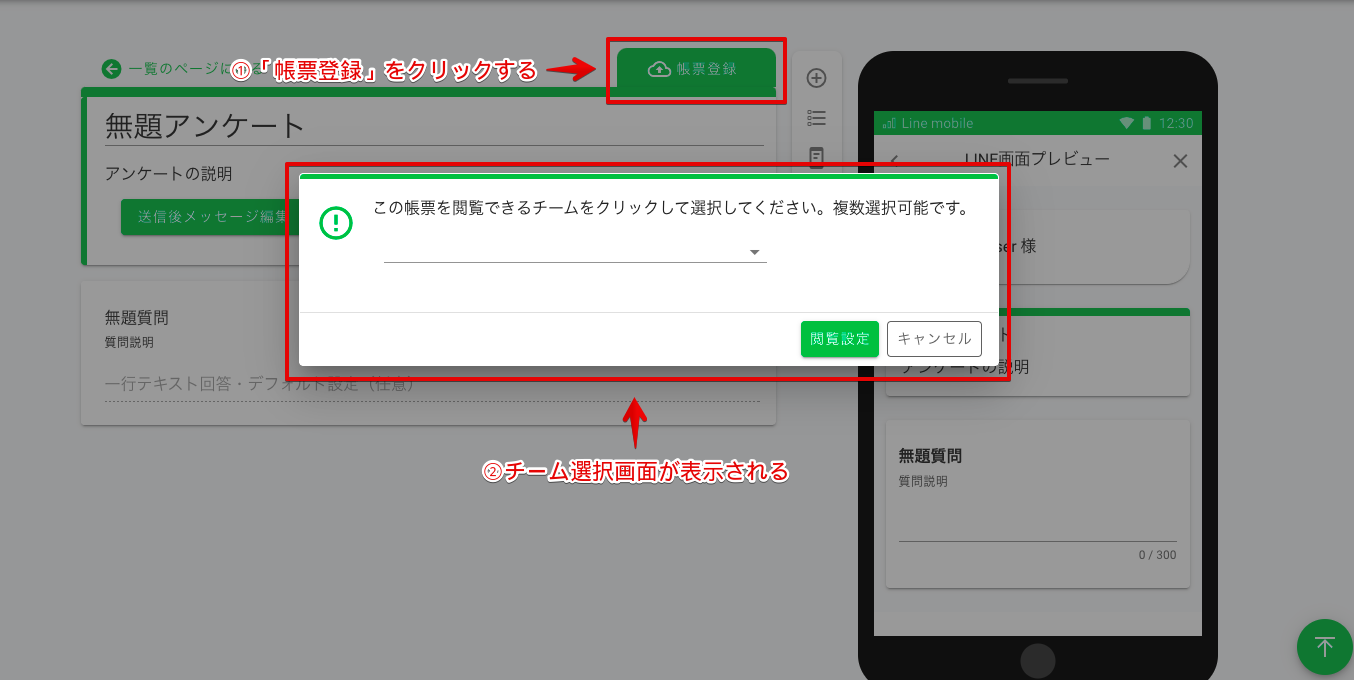 一覧のページに
①「帳票登録」をクリックする
帳票登録
無題アンケート
アンケートの説明
送信後メッセージ編集
この帳票を閲覧できるチームをクリックして選択してください。複数選択可能です。
閲覧設定
キャンセル
無題質問
質問説明
一行テキスト回答・デフォルト設定（任意）
②チーム選択画面が表示される
Line mobile
12:30
LINE画面プレビュー
様
アンケートの説明
無題質問
質問説明
0 / 300